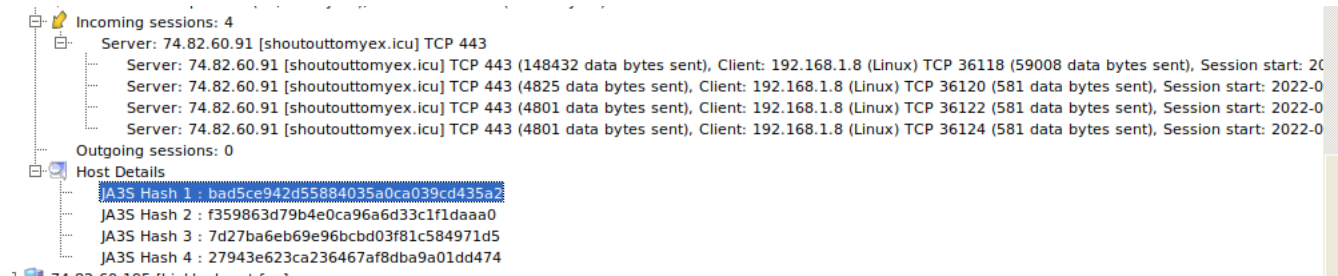 Incoming sessions: 4
Server: 74.82.60.91 [shoutouttomyex.icu] TCP 443
Server: 74.82.60.91 [shoutouttomyex.icu] TCP 443 (148432 data bytes sent), Client: 192.168.1.8 (Linux) TCP 36118 (59008 data bytes sent), Session start: 20
Server: 74.82.60.91 [shoutouttomyex.icu] TCP 443 (4825 data bytes sent), Client: 192.168.1.8 (Linux) TCP 36120 (581 data bytes sent), Session start: 2022-0
Server: 74.82.60.91 [shoutouttomyex.icu] TCP 443 (4801 data bytes sent), Client: 192.168.1.8 (Linux) TCP 36122 (581 data bytes sent), Session start: 2022-0
Server: 74.82.60.91 [shoutouttomyex.icu] TCP 443 (4801 data bytes sent), Client: 192.168.1.8 (Linux) TCP 36124 (581 data bytes sent), Session start: 2022-0
Outgoing sessions: 0
Host Details
JA3S Hash 1 : bad5ce942d55884035a0ca039cd435a2
JA3S Hash 2 : f359863d79b4e0ca96a6d33c1f1daaa0
JA3S Hash 3 : 7d27ba6eb69e96bcbd03f81c584971d5
JA3S Hash 4 : 27943e623ca236467af8dba9a01dd474